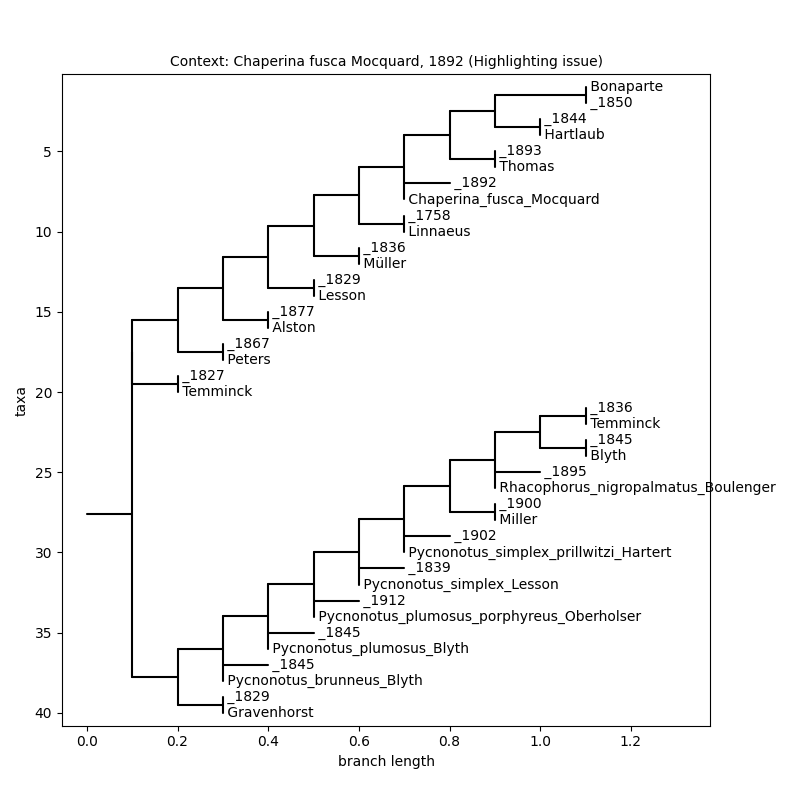 Context: Chaperina fusca Mocquard, 1892 (Highlighting issue)
Bonaparte
_1850
_1844
Hartlaub
_1893
Thomas
_1892
Chaperina_fusca_Mocquard
_1758
Linnaeus
_1836
Müller
_1829
Lesson
_1877
Alston
_1867
Peters
_1827
Temminck
_1836
Temminck
_1845
Blyth
_1895
Rhacophorus_nigropalmatus_Boulenger
_1900
Miller
_1902
Pycnonotus_simplex_prillwitzi_Hartert
_1839
Pycnonotus_simplex_Lesson
_1912
Pycnonotus_plumosus_porphyreus_Oberholser
_1845
Pycnonotus_plumosus_Blyth
_1845
Pycnonotus_brunneus_Blyth
_1829
Gravenhorst
5
10
15
20
25
30
35
40
taxa
0.0 0.2 0.4 0.6 0.8 1.0 1.2
branch length